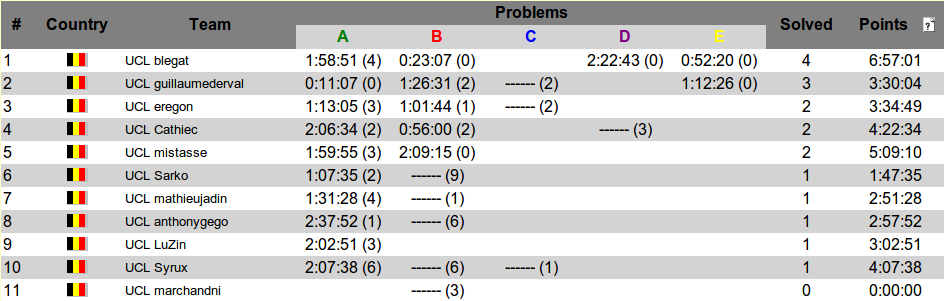 # Country Team Problems Solved Points ?
A B C D E
1 UCL blegat 1:58:51 (4) 0:23:07 (0) 2:22:43 (0) 0:52:20 (0) 4 6:57:01
2 UCL guillaumederval 0:11:07 (0) 1:26:31 (2) ------ (2) 1:12:26 (0) 3 3:30:04
3 UCL eregon 1:13:05 (3) 1:01:44 (1) ------ (2) 2 3:34:49
4 UCL Cathiec 2:06:34 (2) 0:56:00 (2) ------ (3) 2 4:22:34
5 UCL mistasse 1:59:55 (3) 2:09:15 (0) 2 5:09:10
6 UCL Sarko 1:07:35 (2) ------ (9) 1 1:47:35
7 UCL mathieujadin 1:31:28 (4) ------ (1) 1 2:51:28
8 UCL anthonygego 2:37:52 (1) ------ (6) 1 2:57:52
9 UCL LuZin 2:02:51 (3) 1 3:02:51
10 UCL Syrux 2:07:38 (6) ------ (6) ------ (1) 1 4:07:38
11 UCL marchandni ------ (3) 0 0:00:00